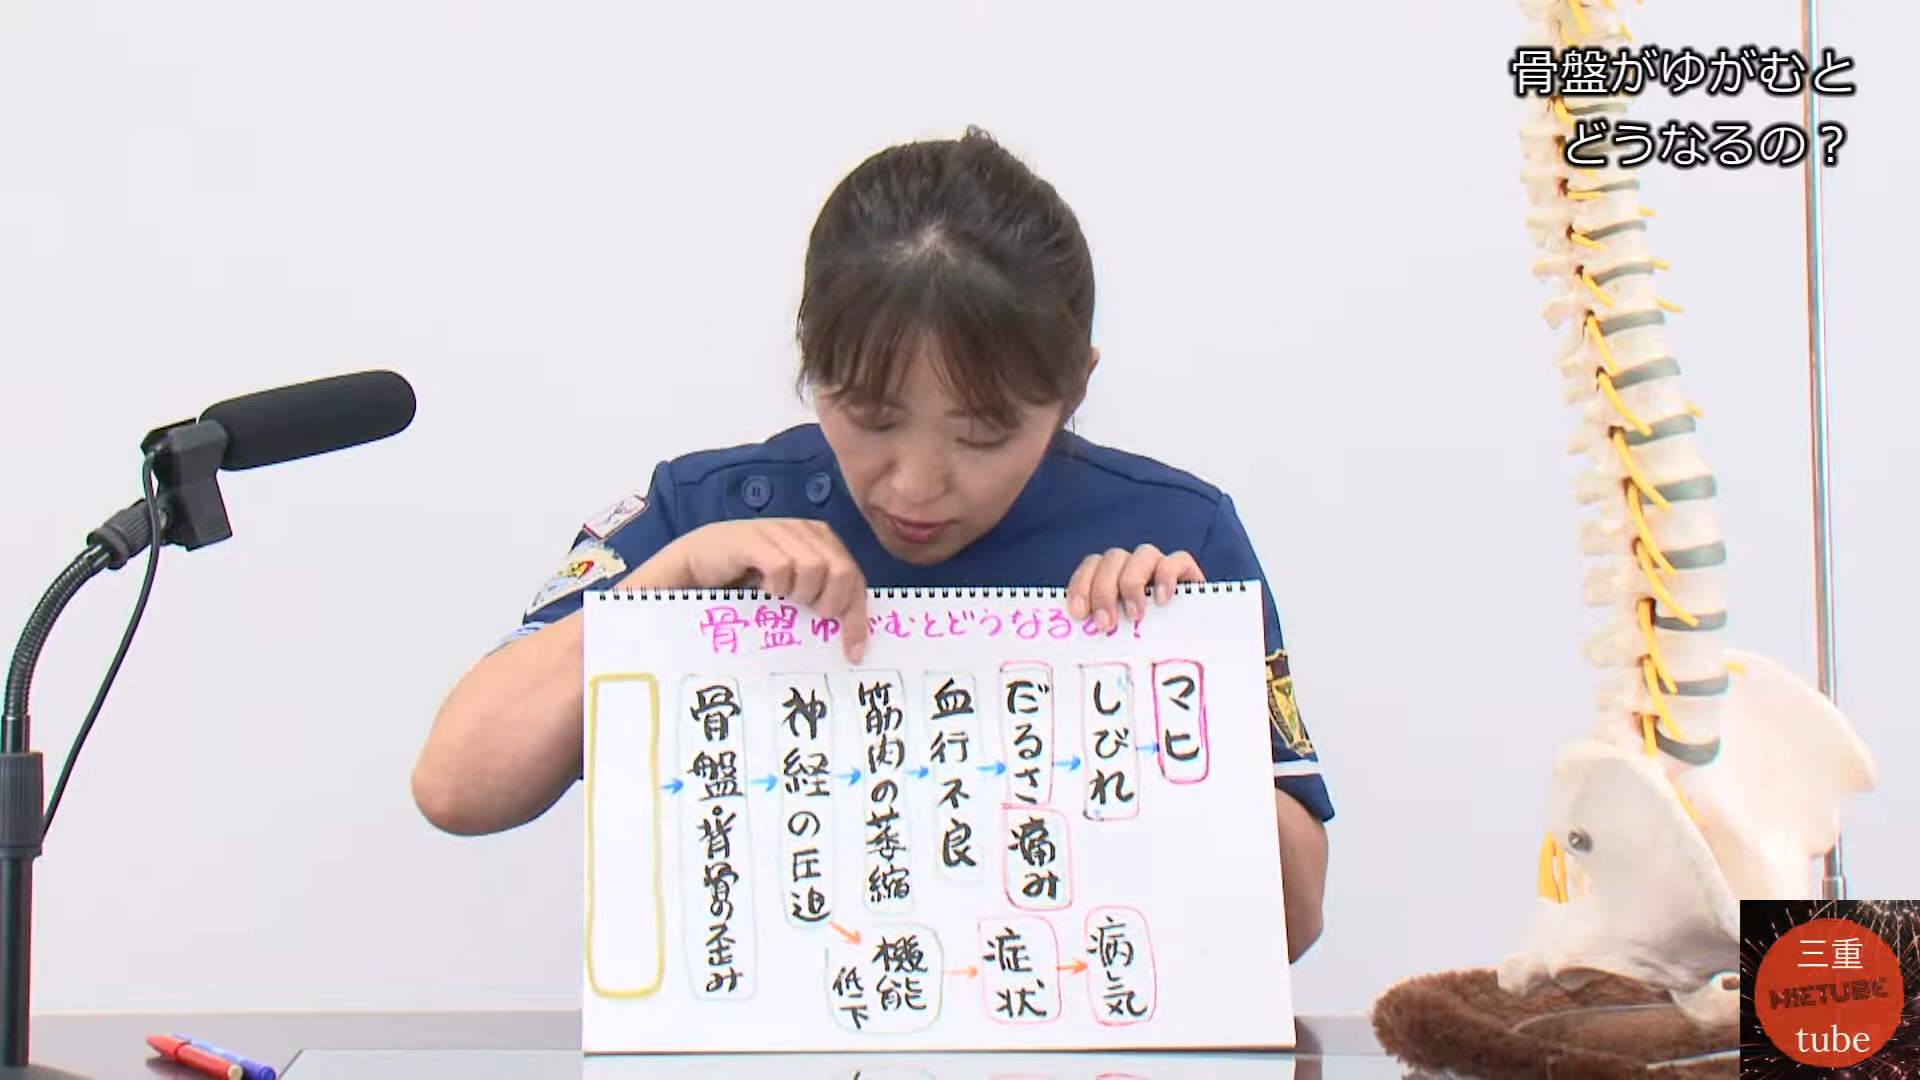 骨盤がゆがむと
どうなるの？
骨盤ゆがむとどうなるの!
骨盤・背骨の歪み
神経の圧迫
筋肉の萎縮
血行不良
だるさ
痛み
しびれ
マヒ
機能
低下
症状
病気
三重
MIETUBE
tube